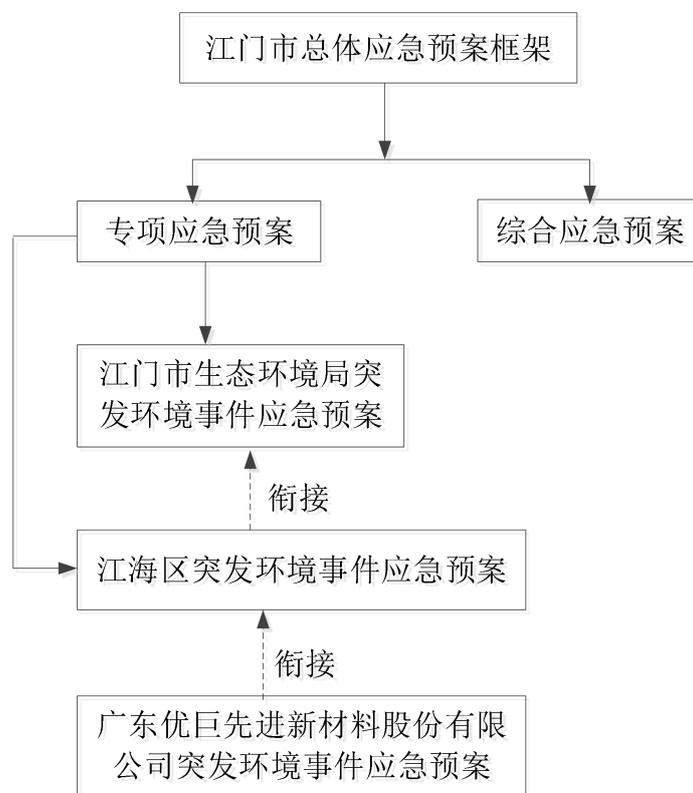 江门市总体应急预案框架
专项应急预案
综合应急预案
江门市生态环境局突
发环境事件应急预案
衔接
江海区突发环境事件应急预案
衔接
广东优巨先进新材料股份有限
公司突发环境事件应急预案